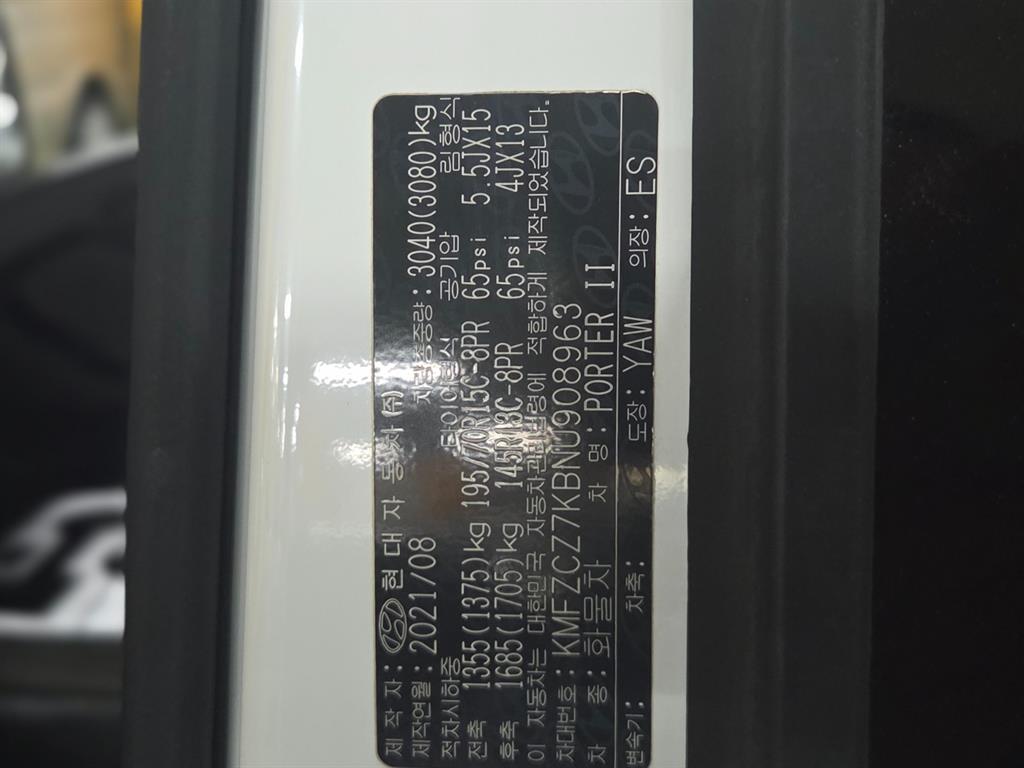 제 작 자 : 현 대 자 동 차 (주)
제작연월 : 2021/08 차량총중량 : 3040(3080)kg
적차시하중 타이어형식 공기압 림형식
전축 1355(1375)kg 195/70R15C-8PR 65psi 5.5JX15
후축 1685(1705)kg 145R13C-8PR 65psi 4JX13
이 자동차는 대한민국 자동차관리법령에 적합하게 제작되었습니다.
차대번호 : KMFZCZ7KBNU908963
차 종 : 화물차 차 명 : PORTER II
변속기 : 차축 : 도장 : YAW 의장 : ES